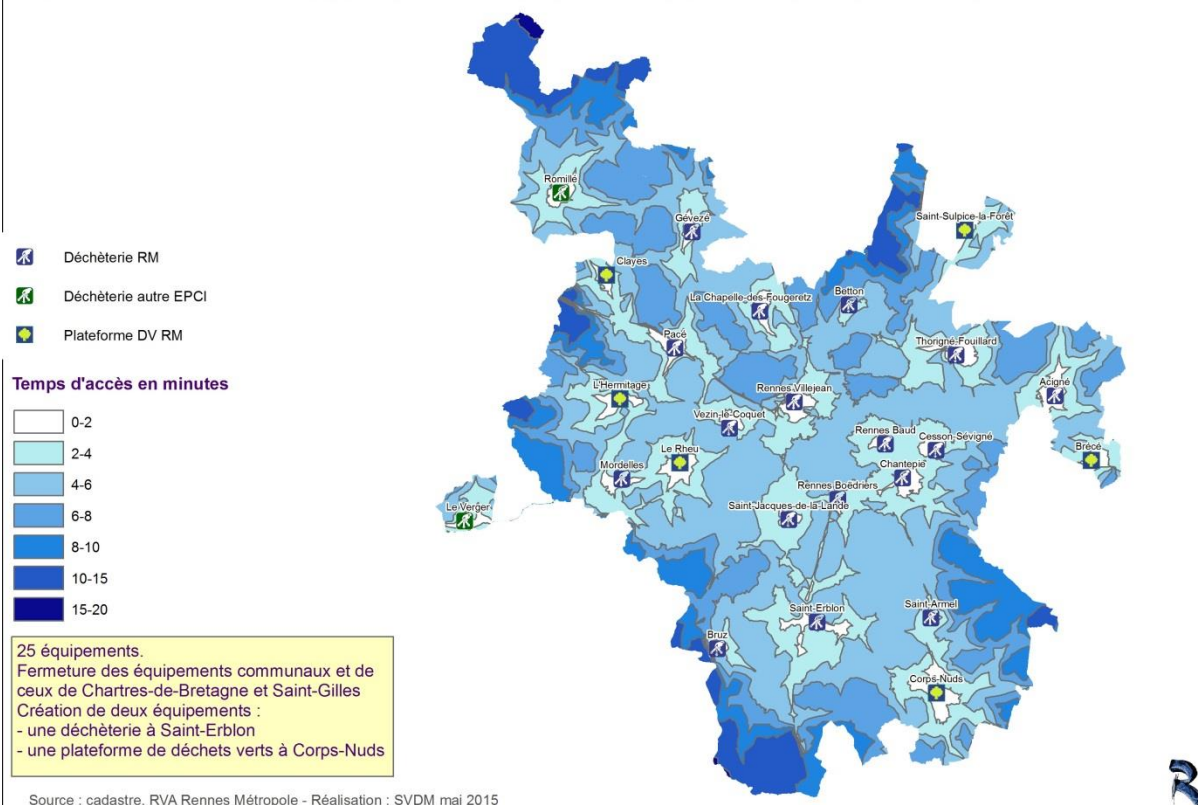 Romillé
Gévezé
Saint-Sulpice-la-Forêt
Clayes
La Chapelle-des-Fougeretz
Betton
Pacé
Thorigné-Fouillard
L'Hermitage
Rennes Villejean
Acigné
Vezin-le-Coquet
Rennes Baud
Cesson-Sévigné
Le Rheu
Brécé
Mordelles
Chantepie
Rennes Boëdriers
Le Verger
Saint-Jacques-de-la-Lande
Saint-Erblon
Saint-Armel
Bruz
Corps-Nuds
Déchèterie RM
Déchèterie autre EPCI
Plateforme DV RM
Temps d'accès en minutes
0-2
2-4
4-6
6-8
8-10
10-15
15-20
25 équipements.
Fermeture des équipements communaux et de
ceux de Chartres-de-Bretagne et Saint-Gilles
Création de deux équipements :
- une déchèterie à Saint-Erblon
- une plateforme de déchets verts à Corps-Nuds
Source : cadastre, RVA Rennes Métropole - Réalisation : SVDM mai 2015
R